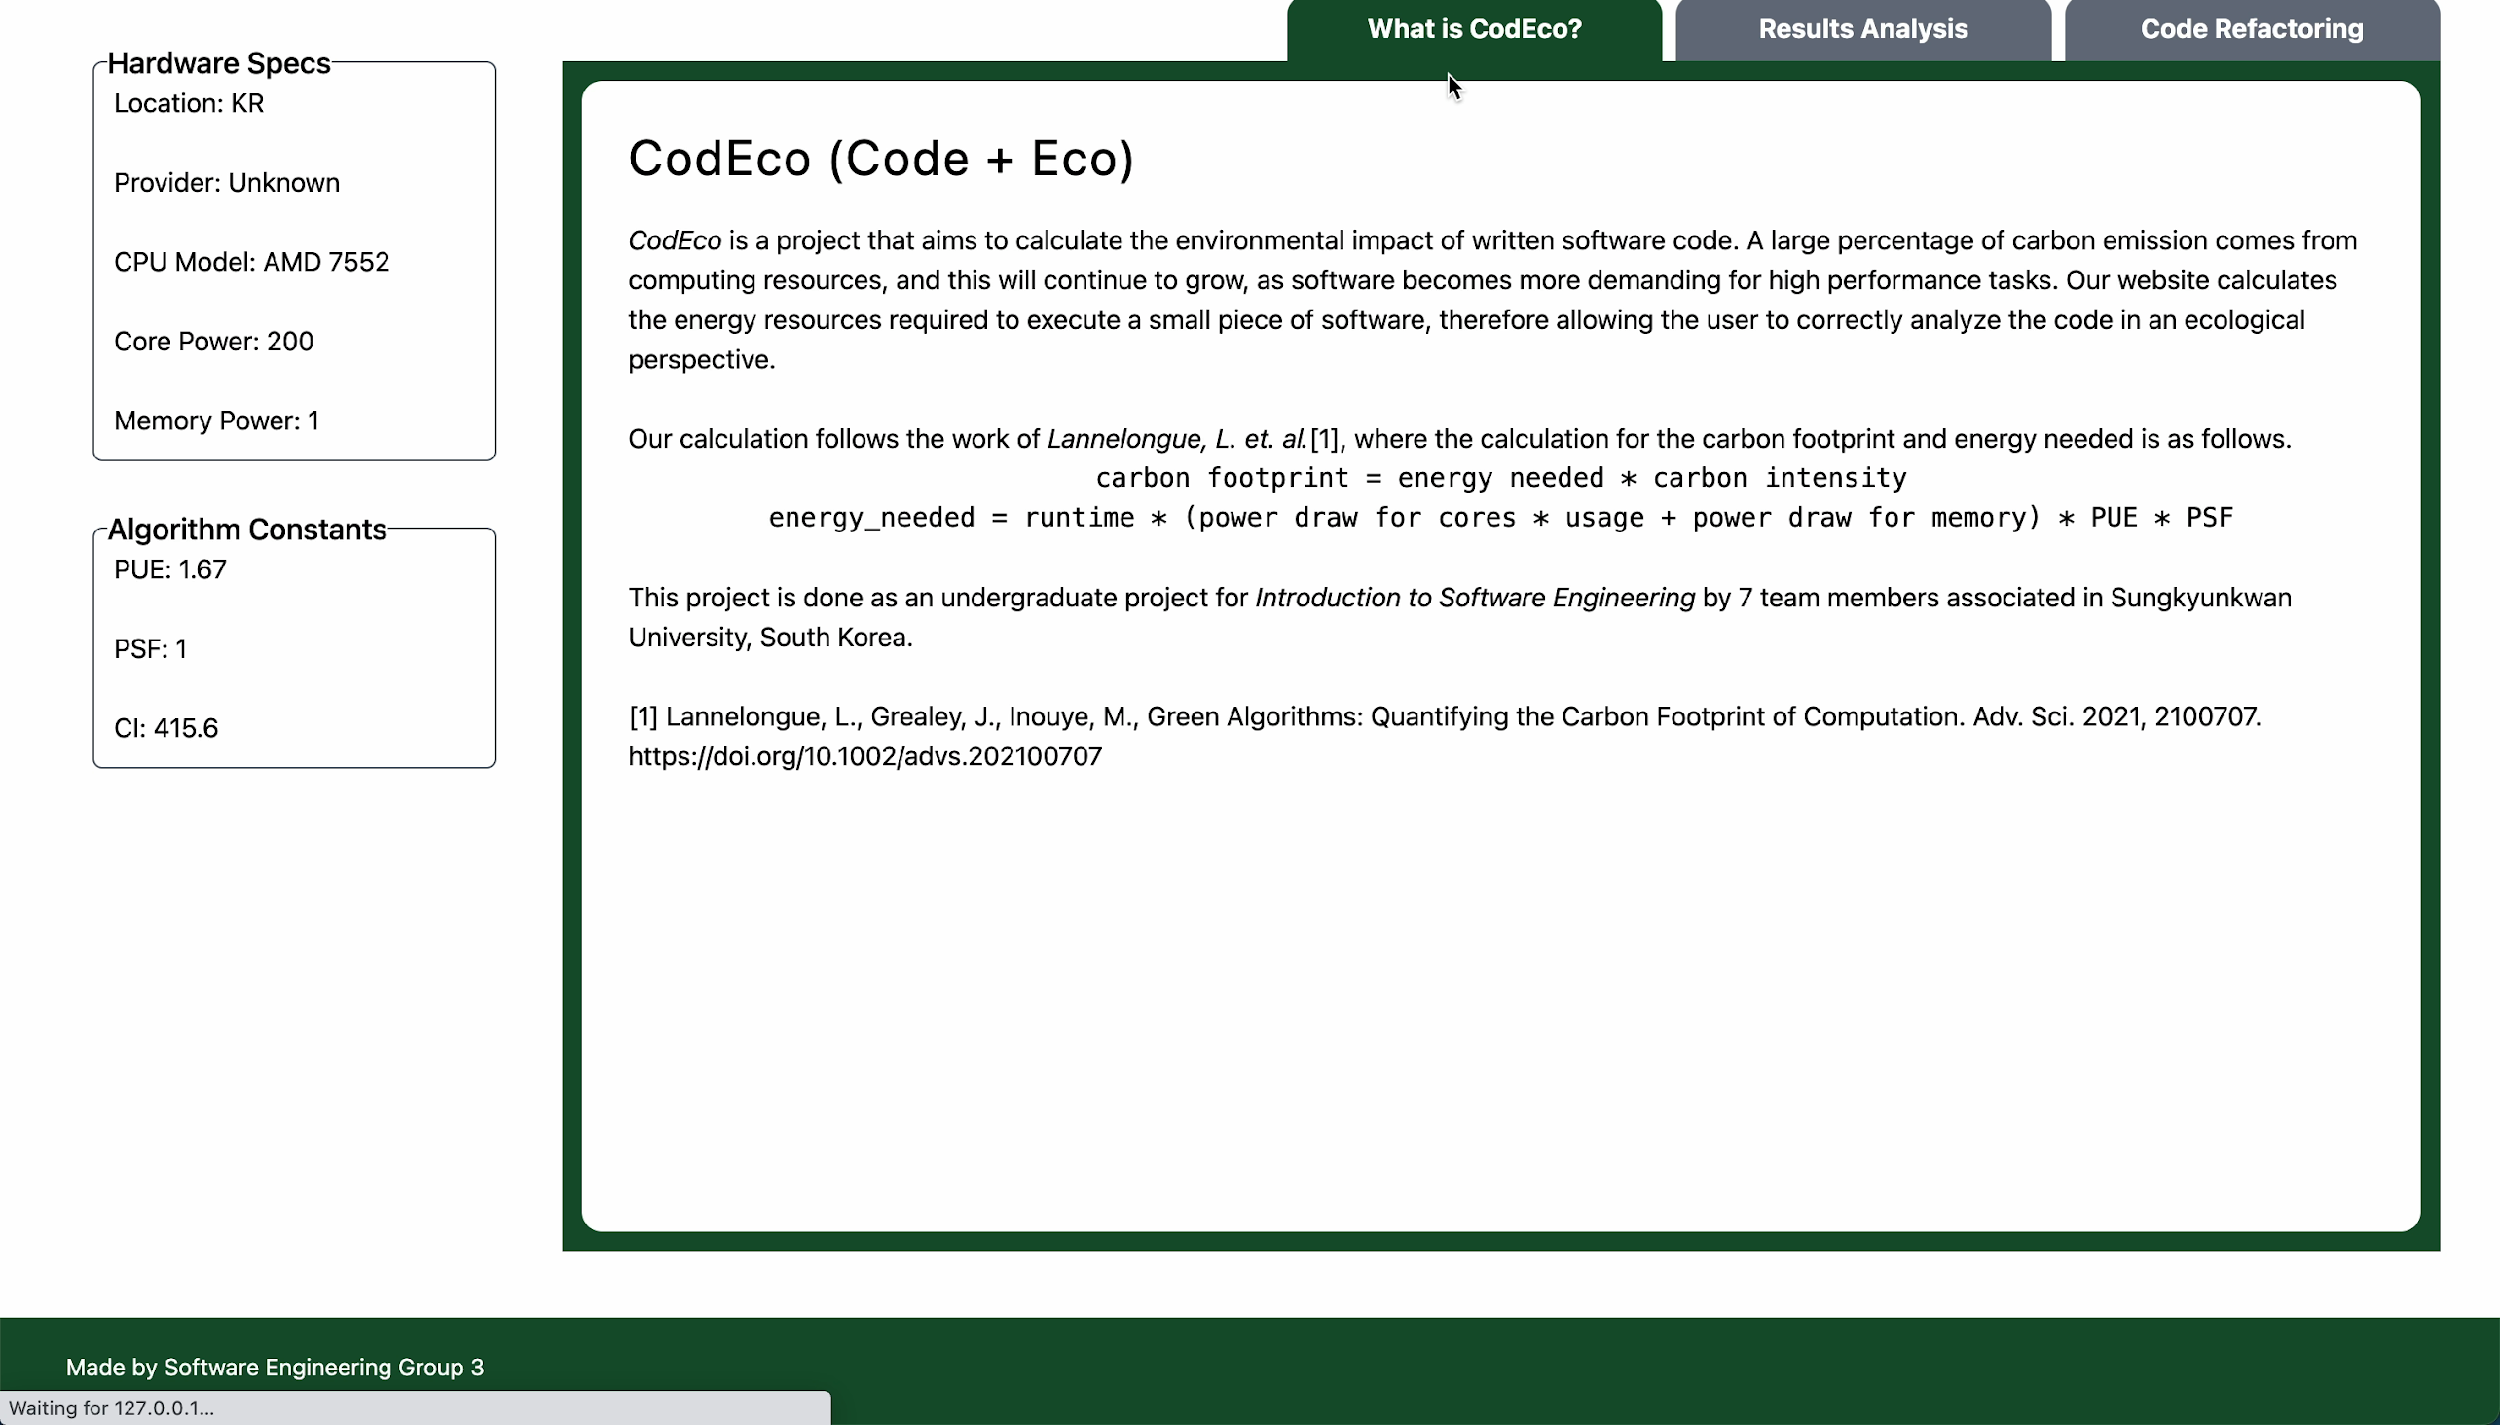 What is CodEco?
Results Analysis
Code Refactoring
Hardware Specs
Location: KR
Provider: Unknown
CPU Model: AMD 7552
Core Power: 200
Memory Power: 1
Algorithm Constants
PUE: 1.67
PSF: 1
CI: 415.6
CodEco (Code + Eco)
CodEco is a project that aims to calculate the environmental impact of written software code. A large percentage of carbon emission comes from
computing resources, and this will continue to grow, as software becomes more demanding for high performance tasks. Our website calculates
the energy resources required to execute a small piece of software, therefore allowing the user to correctly analyze the code in an ecological
perspective.
Our calculation follows the work of Lannelongue, L. et. al.[1], where the calculation for the carbon footprint and energy needed is as follows.
carbon footprint = energy needed * carbon intensity
energy_needed = runtime * (power draw for cores * usage + power draw for memory) * PUE * PSF
This project is done as an undergraduate project for Introduction to Software Engineering by 7 team members associated in Sungkyunkwan
University, South Korea.
[1] Lannelongue, L., Grealey, J., Inouye, M., Green Algorithms: Quantifying the Carbon Footprint of Computation. Adv. Sci. 2021, 2100707.
https://doi.org/10.1002/advs.202100707
Made by Software Engineering Group 3
Waiting for 127.0.0.1...